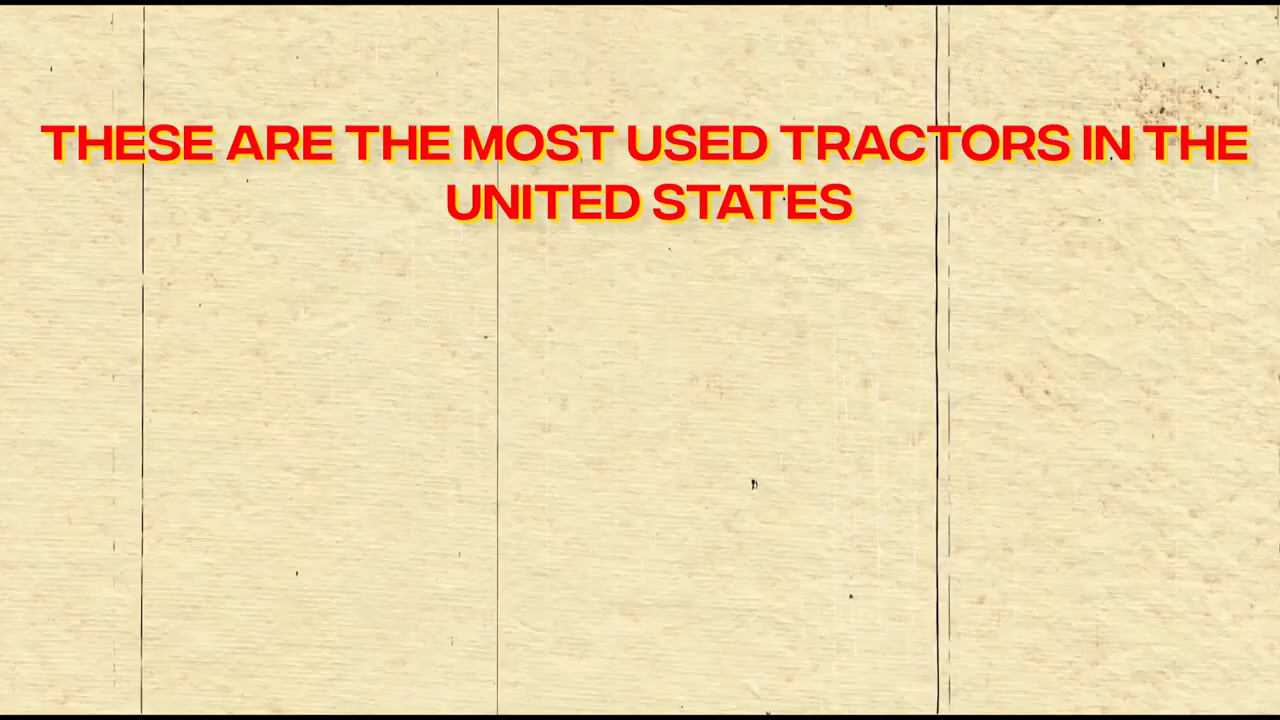 THESE ARE THE MOST USED TRACTORS IN THE
UNITED STATES